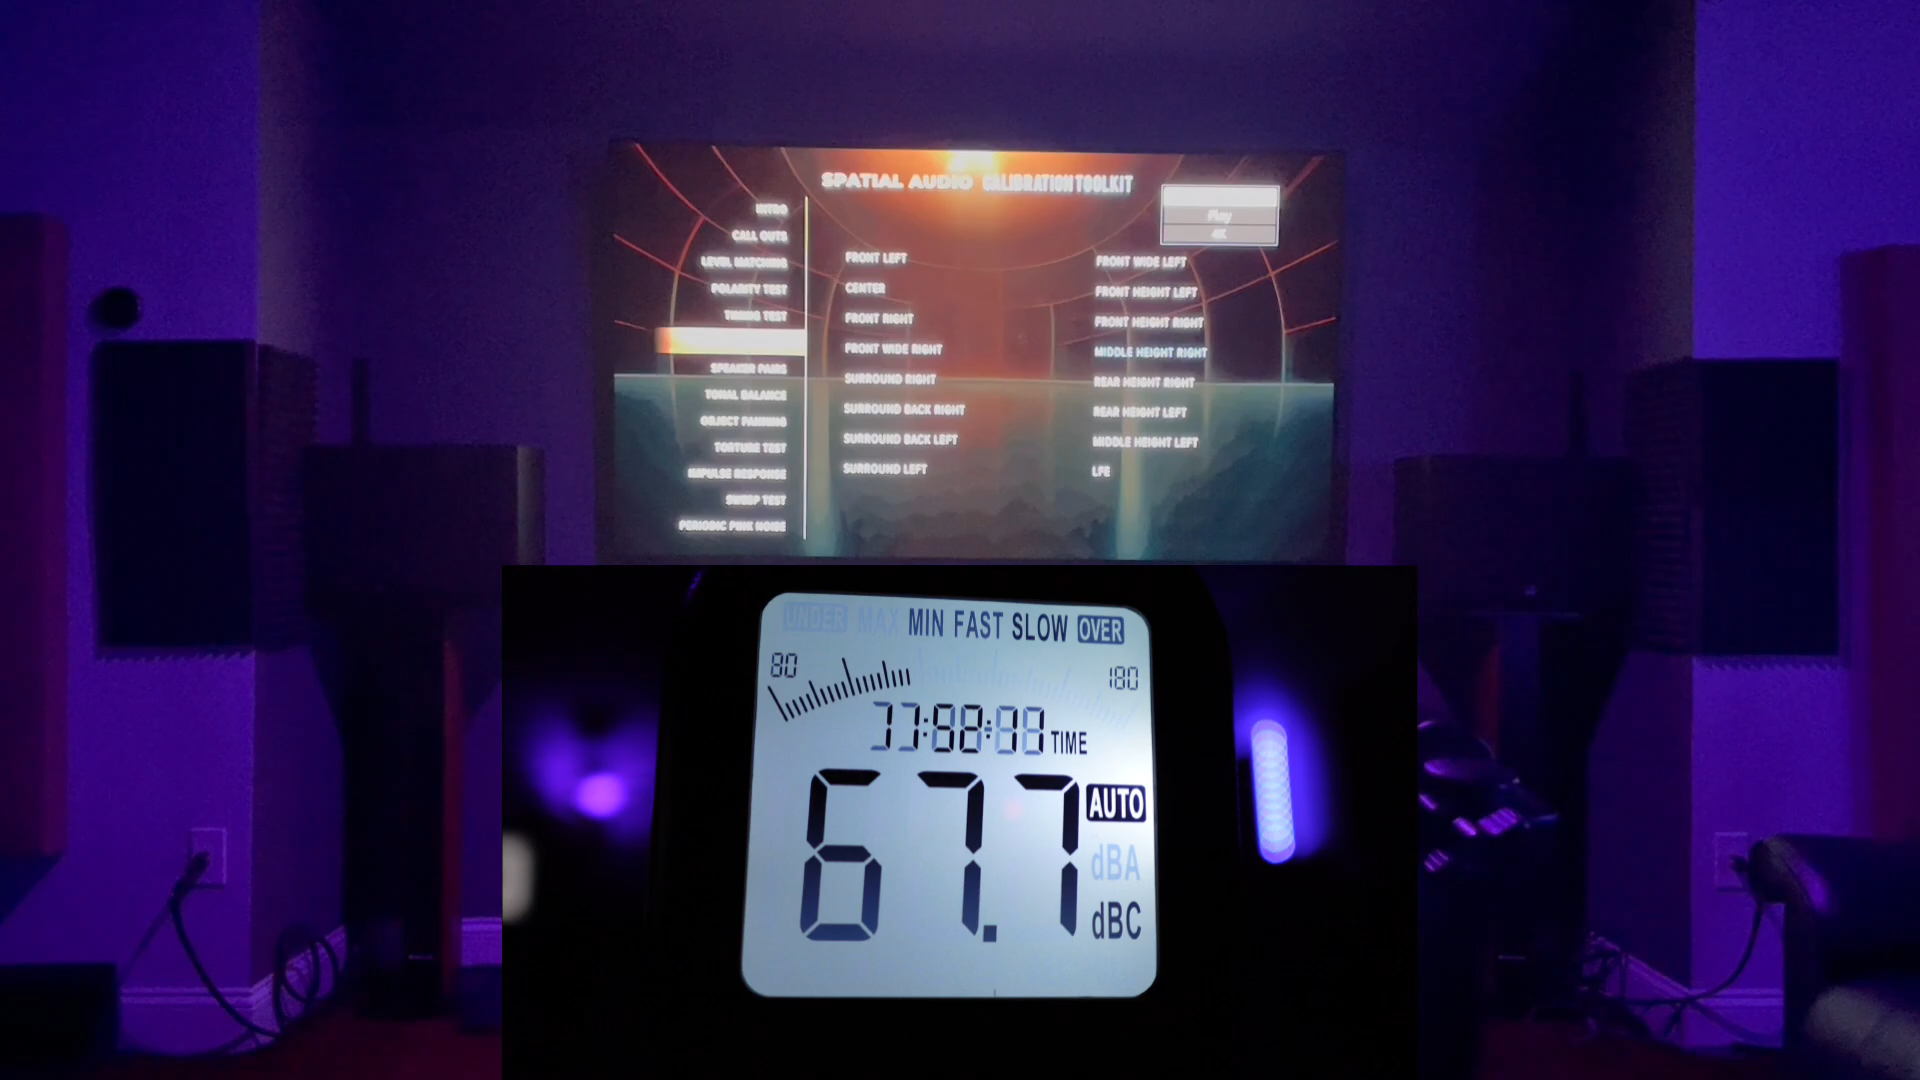 SPATIAL AUDIO CALIBRATION TOOLKIT
Play
4K
INTRO
CALL OUTS
LEVEL MATCHING
POLARITY TEST
TIMING TEST
SPEAKER PAIRS
TONAL BALANCE
OBJECT PANNING
TORTURE TEST
IMPULSE RESPONSE
SWEEP TEST
PERIODIC PINK NOISE
FRONT LEFT
CENTER
FRONT RIGHT
FRONT WIDE RIGHT
SURROUND RIGHT
SURROUND BACK RIGHT
SURROUND BACK LEFT
SURROUND LEFT
FRONT WIDE LEFT
FRONT HEIGHT LEFT
FRONT HEIGHT RIGHT
MIDDLE HEIGHT RIGHT
REAR HEIGHT RIGHT
REAR HEIGHT LEFT
MIDDLE HEIGHT LEFT
LFE
UNDER MAX MIN FAST SLOW OVER
80 180
TIME
67.7 AUTO
dBA
dBC